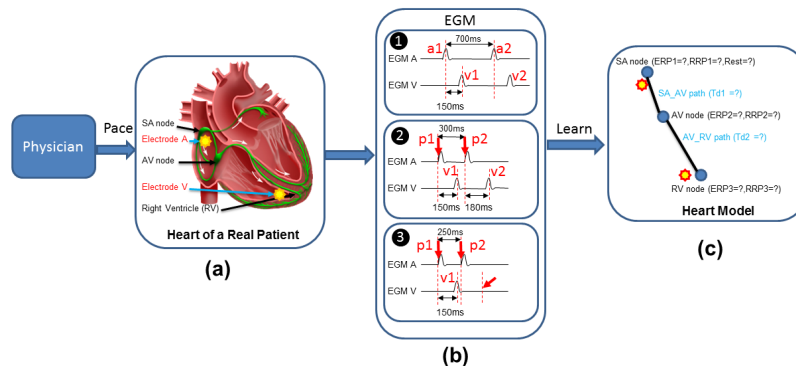 Physician
Pace
SA node
Electrode A
AV node
Electrode V
Right Ventricle (RV)
Heart of a Real Patient
(a)
EGM
1
700ms
a1
a2
EGM A
v1
v2
EGM V
150ms
2
300ms
p1
p2
EGM A
v1
v2
EGM V
150ms
180ms
3
250ms
p1
p2
EGM A
v1
EGM V
150ms
(b)
Learn
SA node (ERP1=?,RRP1=?,Rest=?)
SA_AV path (Td1 =?)
AV node (ERP2=?,RRP2=?)
AV_RV path (Td2 =?)
RV node (ERP3=?,RRP3=?)
Heart Model
(c)